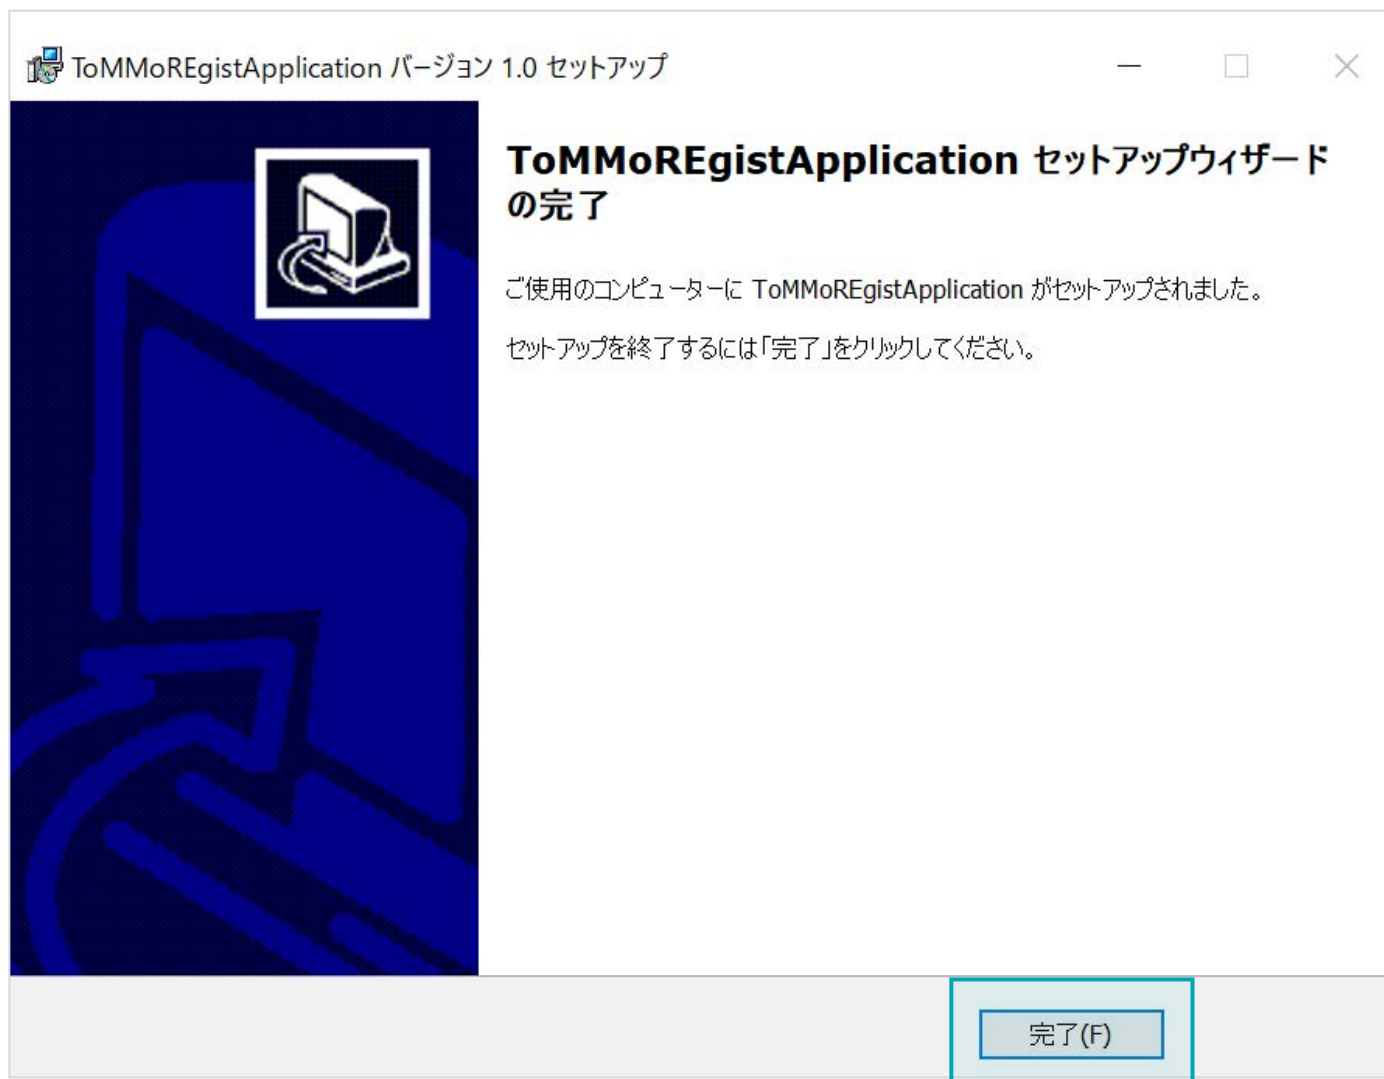 ToMMoREgistApplication バージョン 1.0 セットアップ
ToMMoREgistApplication セットアップウィザード
の完了
ご使用のコンピューターに ToMMoREgistApplication がセットアップされました。
セットアップを終了するには「完了」をクリックしてください。
完了(F)